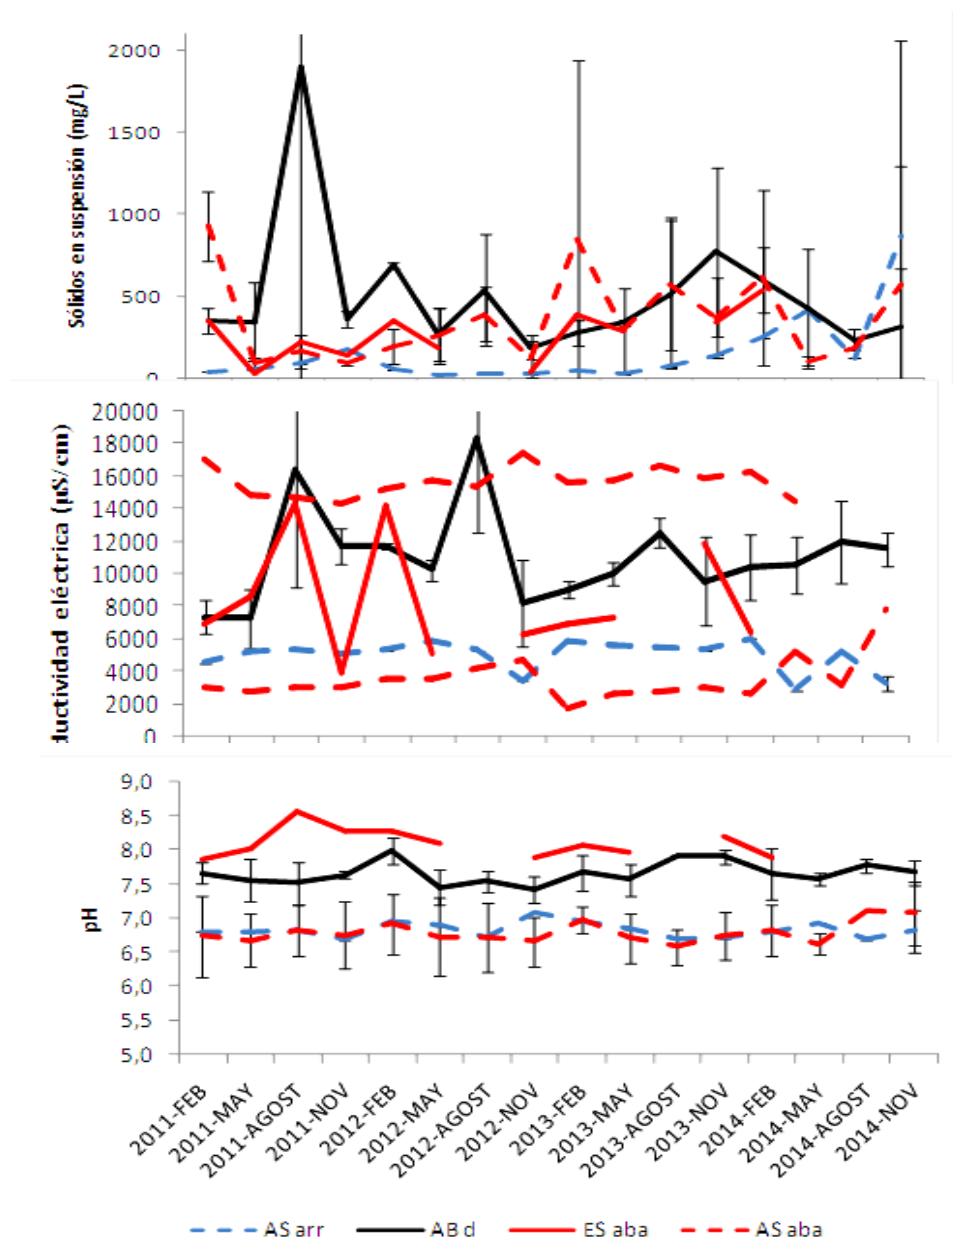 Sólidos en suspensión (mg/L)
2000
1500
1000
500
0
ductividad eléctrica (µS/cm)
20000
18000
16000
14000
12000
10000
8000
6000
4000
2000
0
pH
9,0
8,5
8,0
7,5
7,0
6,5
6,0
5,5
5,0
2011-FEB
2011-MAY
2011-AGOST
2011-NOV
2012-FEB
2012-MAY
2012-AGOST
2012-NOV
2013-FEB
2013-MAY
2013-AGOST
2013-NOV
2014-FEB
2014-MAY
2014-AGOST
2014-NOV
AS arr AB d ES aba AS aba